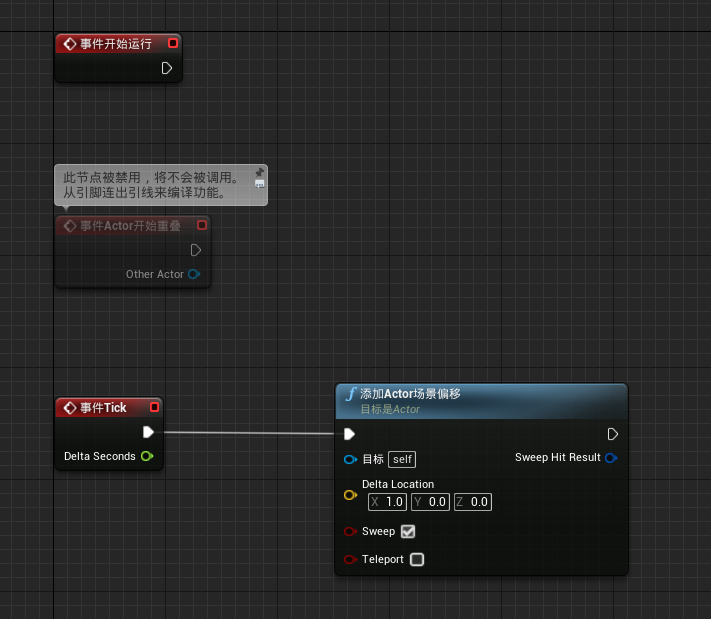 事件开始运行
此节点被禁用，将不会被调用。
从引脚连出引线来编译功能。
事件Actor开始重叠
Other Actor
事件Tick
Delta Seconds
f 添加Actor场景偏移
目标是Actor
目标 self
Sweep Hit Result
Delta Location
X 1.0 Y 0.0 Z 0.0
Sweep
Teleport